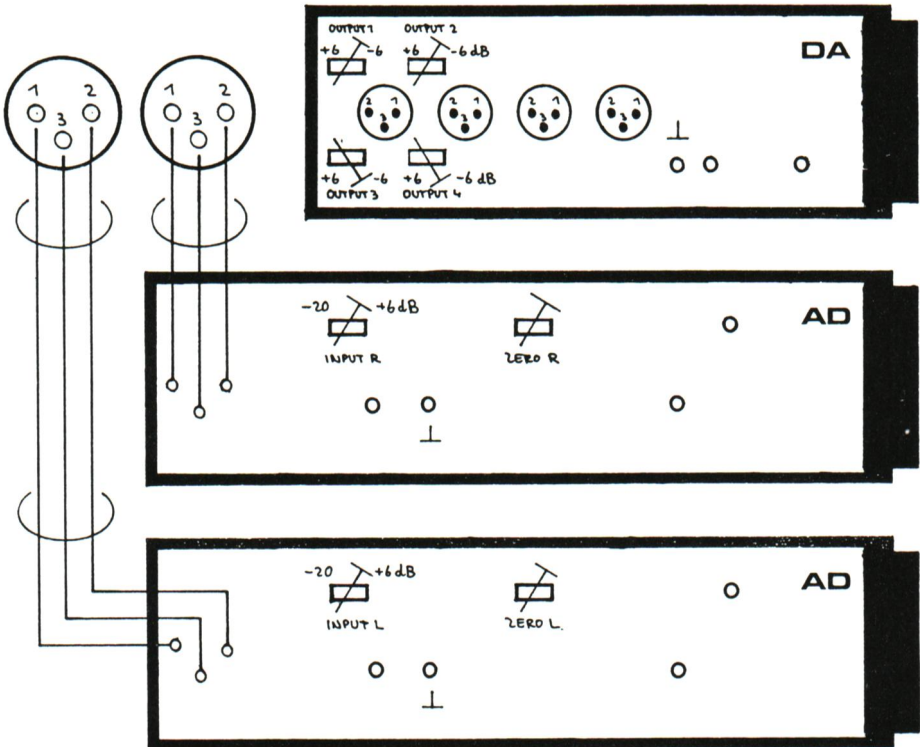 OUTPUT 1 OUTPUT 2
+6 -6 +6 -6 dB
DA
1 2
3
1 2
3
2 1
3
2 1
3
2 1
3
2 1
3
+6 -6 +6 -6 dB
OUTPUT 3 OUTPUT 4
-20 +6 dB
INPUT R
ZERO R
AD
-20 +6 dB
INPUT L
ZERO L.
AD